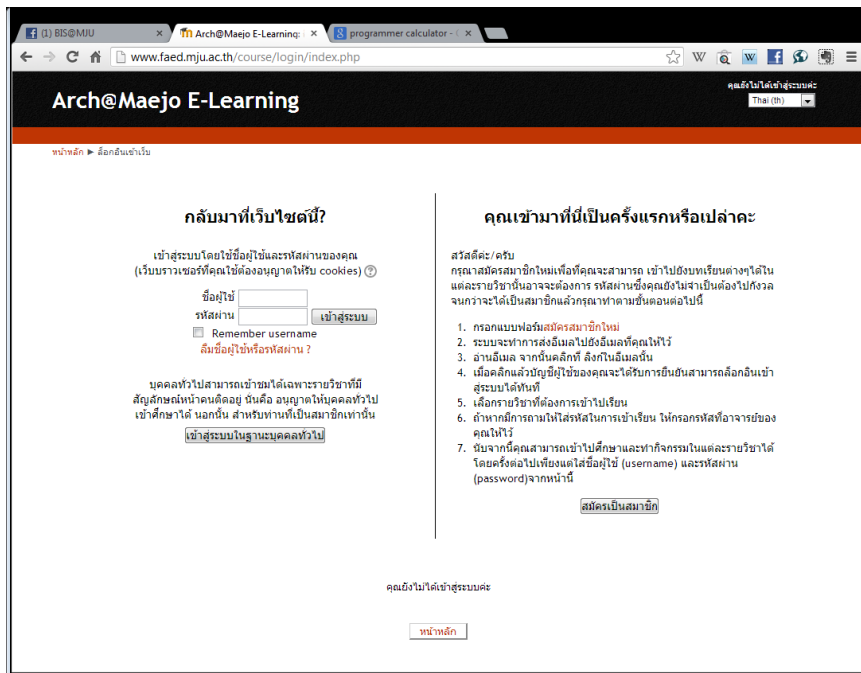 (1) BIS@MJU
Arch@Maejo E-Learning:
programmer calculator -
www.faed.mju.ac.th/course/login/index.php
คุณยังไม่ได้เข้าสู่ระบบค่ะ
Arch@Maejo E-Learning
Thai (th)
หน้าหลัก ► ล็อกอินเข้าเว็บ
กลับมาที่เว็บไซต์นี้?
เข้าสู่ระบบโดยใช้ชื่อผู้ใช้และรหัสผ่านของคุณ
(เว็บบราวเซอร์ที่คุณใช้ต้องอนุญาตให้รับ cookies) ?
ชื่อผู้ใช้
รหัสผ่าน เข้าสู่ระบบ
Remember username
ลืมชื่อผู้ใช้หรือรหัสผ่าน ?
บุคคลทั่วไปสามารถเข้าชมได้เฉพาะรายวิชาที่มี
สัญลักษณ์หน้าคนติดอยู่ นั่นคือ อนุญาตให้บุคคลทั่วไป
เข้าศึกษาได้ นอกนั้น สำหรับท่านที่เป็นสมาชิกเท่านั้น
เข้าสู่ระบบในฐานะบุคคลทั่วไป
คุณเข้ามาที่นี่เป็นครั้งแรกหรือเปล่าคะ
สวัสดีค่ะ/ครับ
กรุณาสมัครสมาชิกใหม่เพื่อที่คุณจะสามารถ เข้าไปยังบทเรียนต่างๆได้ใน
แต่ละรายวิชานั้นอาจจะต้องการ รหัสผ่านซึ่งคุณยังไม่จำเป็นต้องไปกังวล
จนกว่าจะได้เป็นสมาชิกแล้วกรุณาทำตามขั้นตอนต่อไปนี้
1. กรอกแบบฟอร์มสมัครสมาชิกใหม่
2. ระบบจะทำการส่งอีเมลไปยังอีเมลที่คุณให้ไว้
3. อ่านอีเมล จากนั้นคลิกที่ ลิงก์ในอีเมลนั้น
4. เมื่อคลิกแล้วบัญชีผู้ใช้ของคุณจะได้รับการยืนยันสามารถล็อกอินเข้า
สู่ระบบได้ทันที
5. เลือกรายวิชาที่ต้องการเข้าไปเรียน
6. ถ้าหากมีการถามให้ใส่รหัสในการเข้าเรียน ให้กรอกรหัสที่อาจารย์ของ
คุณให้ไว้
7. นับจากนี้คุณสามารถเข้าไปศึกษาและทำกิจกรรมในแต่ละรายวิชาได้
โดยครั้งต่อไปเพียงแต่ใส่ชื่อผู้ใช้ (username) และรหัสผ่าน
(password)จากหน้านี้
สมัครเป็นสมาชิก
คุณยังไม่ได้เข้าสู่ระบบค่ะ
หน้าหลัก